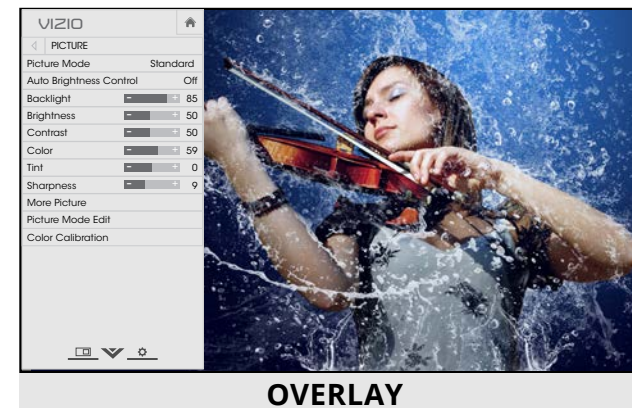 VIZIO
PICTURE
Picture Mode Standard
Auto Brightness Control Off
Backlight - + 85
Brightness - + 50
Contrast - + 50
Color - + 59
Tint - + 0
Sharpness - + 9
More Picture
Picture Mode Edit
Color Calibration
OVERLAY